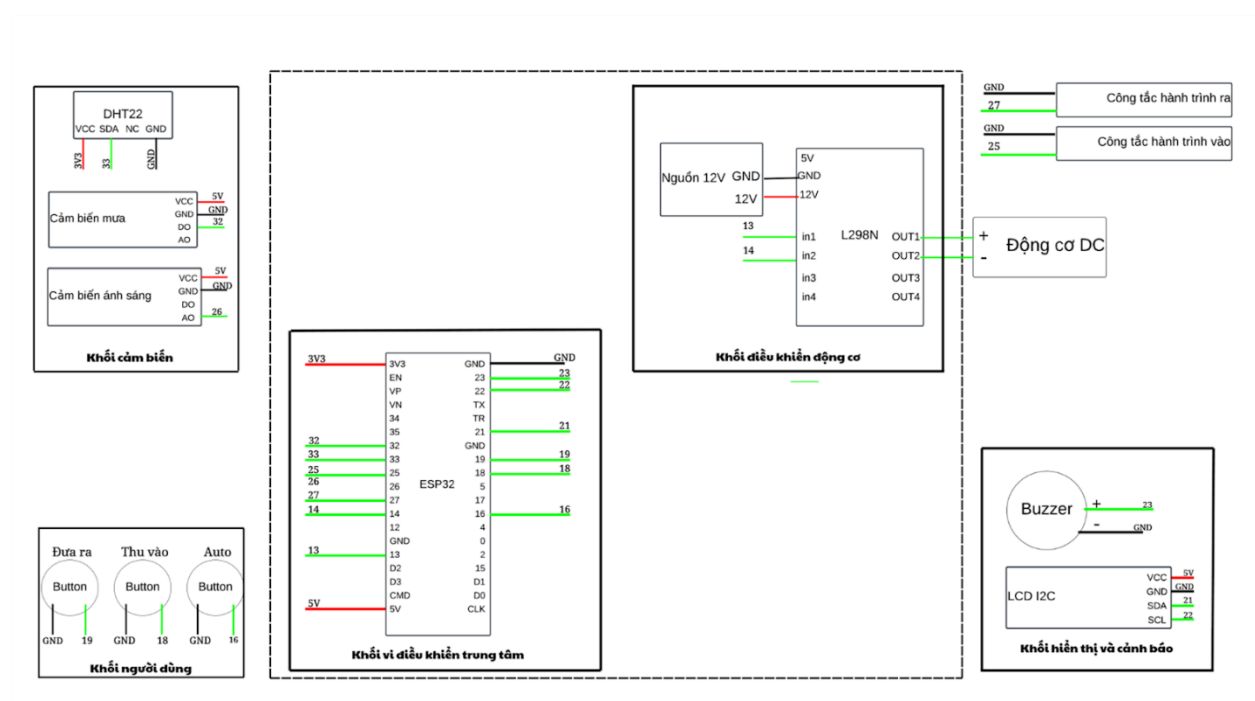 DHT22
VCC SDA NC GND
3V3
33
GND
Cảm biến mưa
VCC 5V
GND GND
DO 32
AO
Cảm biến ánh sáng
VCC 5V
GND GND
DO
AO 26
Khối cảm biến
Nguồn 12V GND
12V
5V
GND
12V
13
in1
14
in2
in3
in4
L298N
OUT1
OUT2
OUT3
OUT4
Khối điều khiển động cơ
GND
27
Công tắc hành trình ra
GND
25
Công tắc hành trình vào
+
-
Động cơ DC
3V3 3V3 GND GND
EN 23 23
VP 22 22
VN TX
34 TR
35 21 21
32 32 GND
33 33 19 19
25 25 18 18
26 26 5
27 27 17
14 14 16 16
12 4
GND 0
13 13 2
D2 15
D3 D1
CMD D0
5V 5V CLK
ESP32
Khối vi điều khiển trung tâm
Đưa ra Thu vào Auto
Button Button Button
GND 19 GND 18 GND 16
Khối người dùng
Buzzer
+ 23
- GND
LCD I2C
VCC 5V
GND GND
SDA 21
SCL 22
Khối hiển thị và cảnh báo